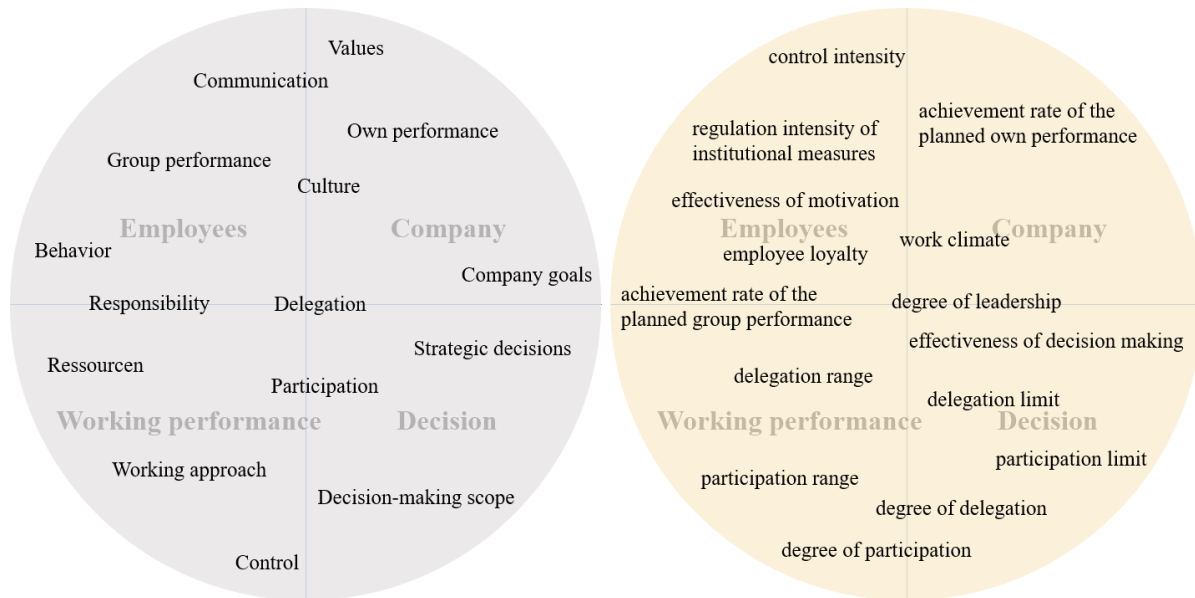 Values
Communication
Own performance
Group performance
Culture
Employees
Company
Behavior
Company goals
Responsibility
Delegation
Strategic decisions
Ressourcen
Participation
Working performance
Decision
Working approach
Decision-making scope
Control
control intensity
achievement rate of the
planned own performance
regulation intensity of
institutional measures
effectiveness of motivation
Employees
Company
work climate
employee loyalty
achievement rate of the
planned group performance
degree of leadership
effectiveness of decision making
delegation range
delegation limit
Working performance
Decision
participation limit
participation range
degree of delegation
degree of participation